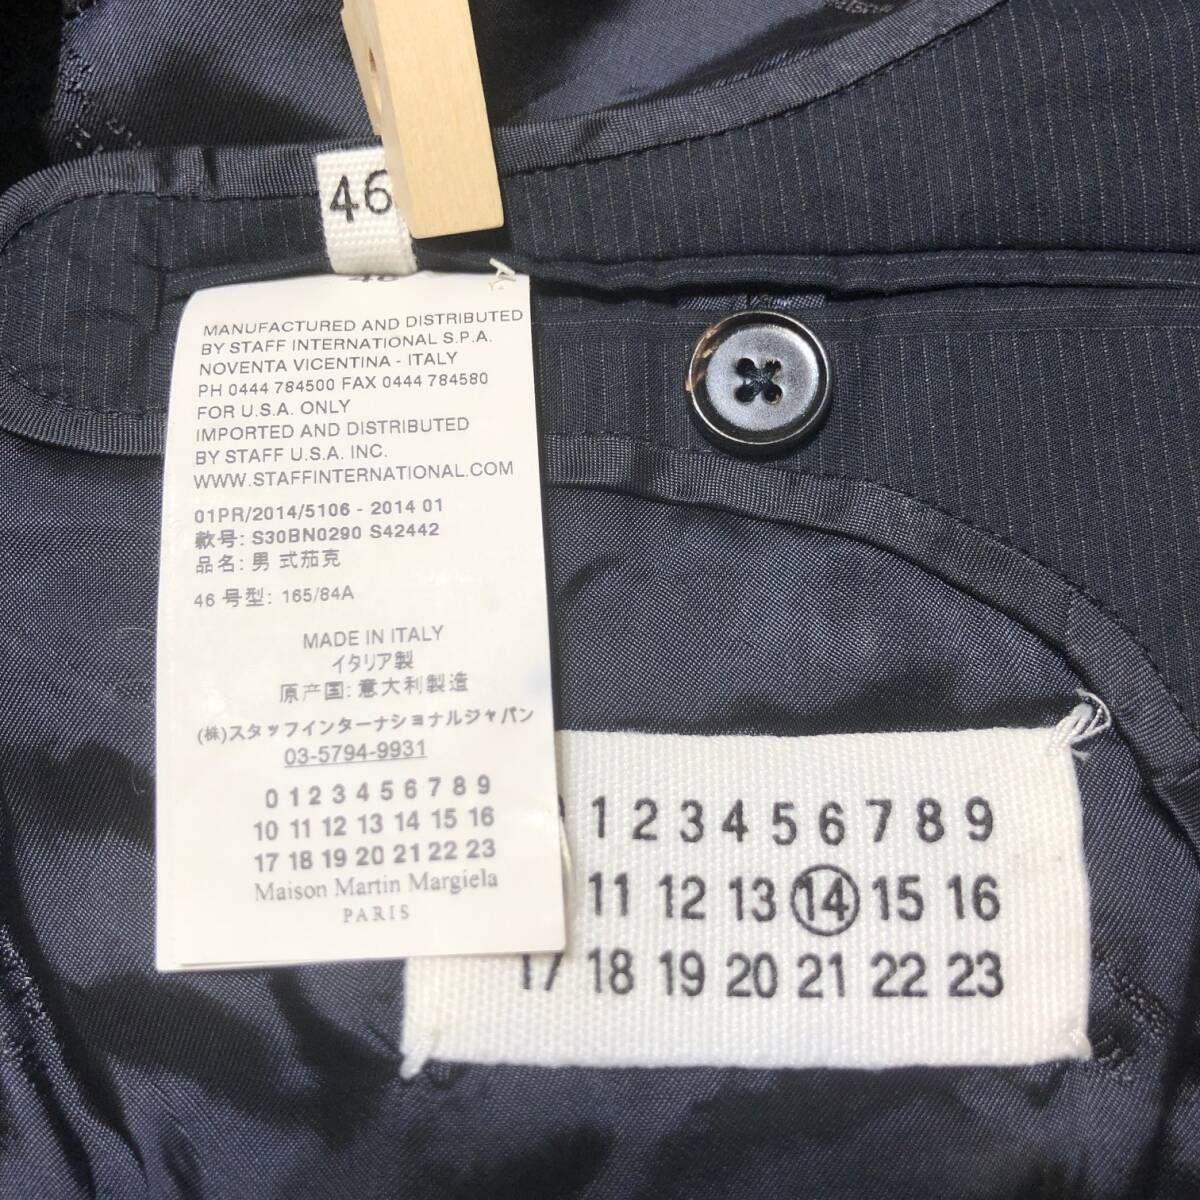 46
46
MANUFACTURED AND DISTRIBUTED
BY STAFF INTERNATIONAL S.P.A.
NOVENTA VICENTINA - ITALY
PH 0444 784500 FAX 0444 784580
FOR U.S.A. ONLY
IMPORTED AND DISTRIBUTED
BY STAFF U.S.A. INC.
WWW.STAFFINTERNATIONAL.COM
01PR/2014/5106 - 2014 01
款号: S30BN0290 S42442
品名: 男 式茄克
46 号型: 165/84A
MADE IN ITALY
イタリア製
原产国: 意大利製造
(株)スタッフインターナショナルジャパン
03-5794-9931
0 1 2 3 4 5 6 7 8 9
10 11 12 13 14 15 16
17 18 19 20 21 22 23
Maison Martin Margiela
PARIS
1 2 3 4 5 6 7 8 9
11 12 13 14 15 16
17 18 19 20 21 22 23